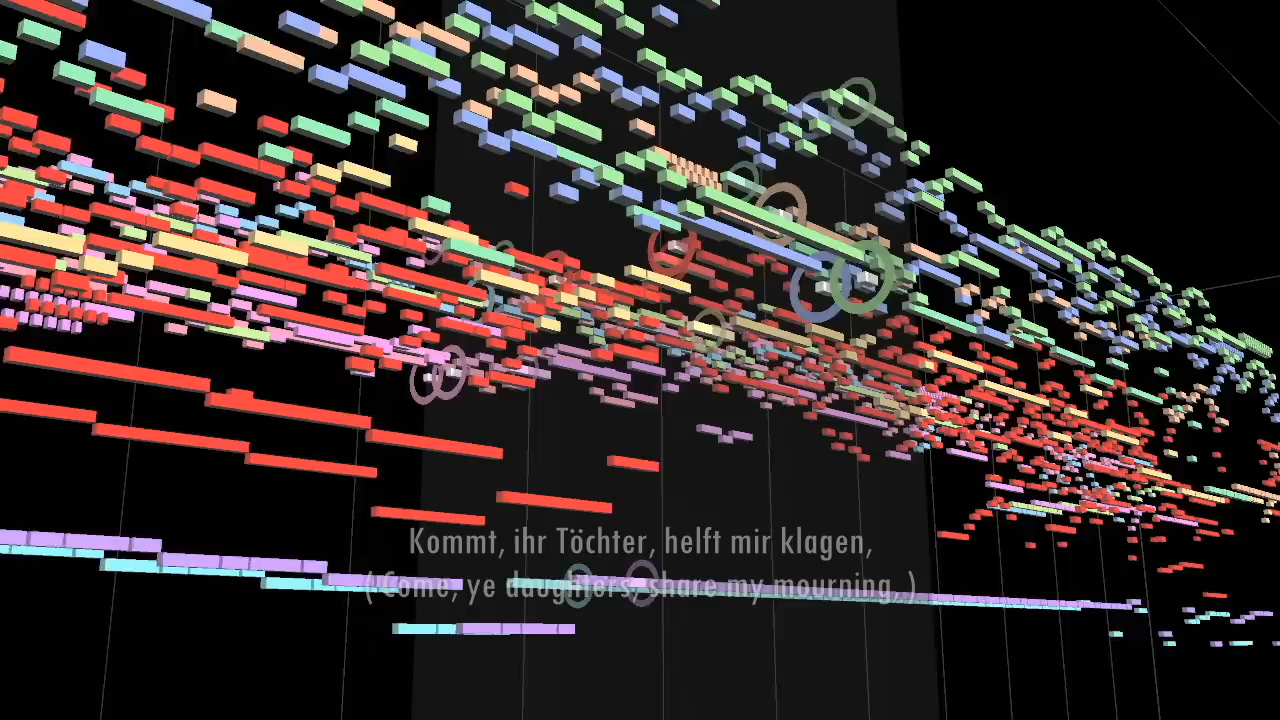 Kommt, ihr Töchter, helft mir klagen,
( Come, ye daughters, share my mourning, )